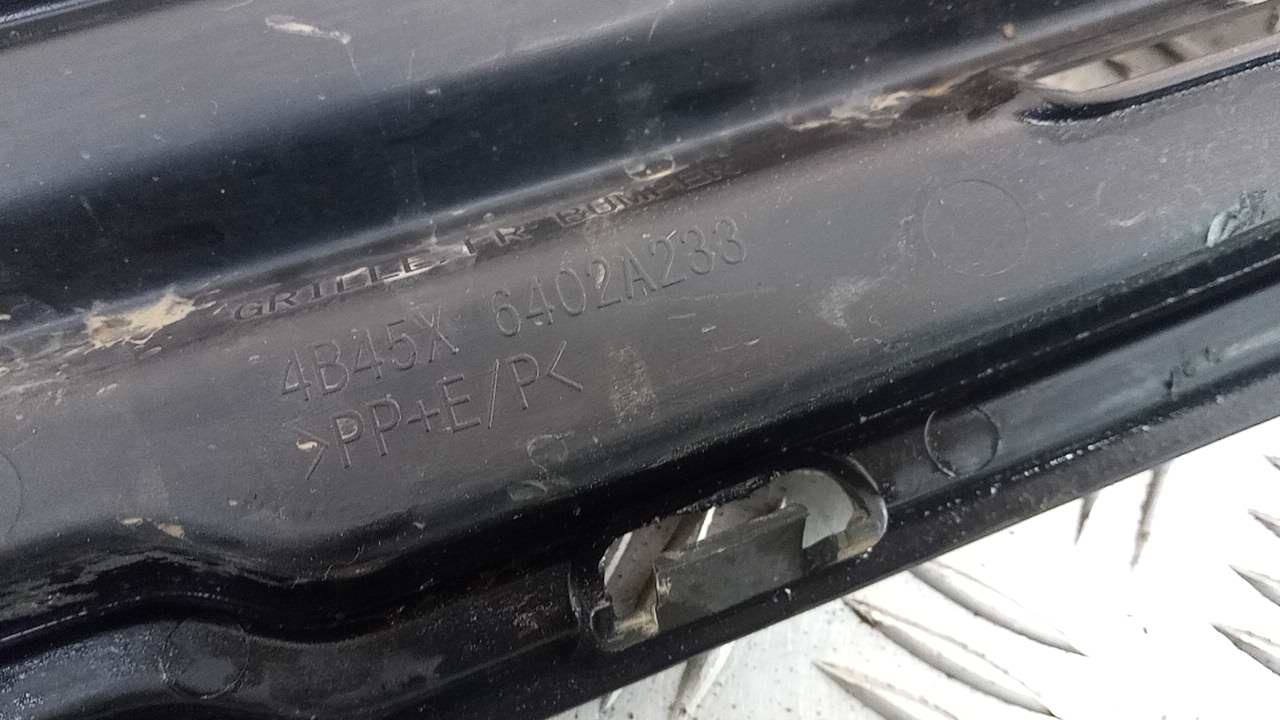 GRILLE, FR BUMPER
4B45X 6402A233
>PP+E/P<